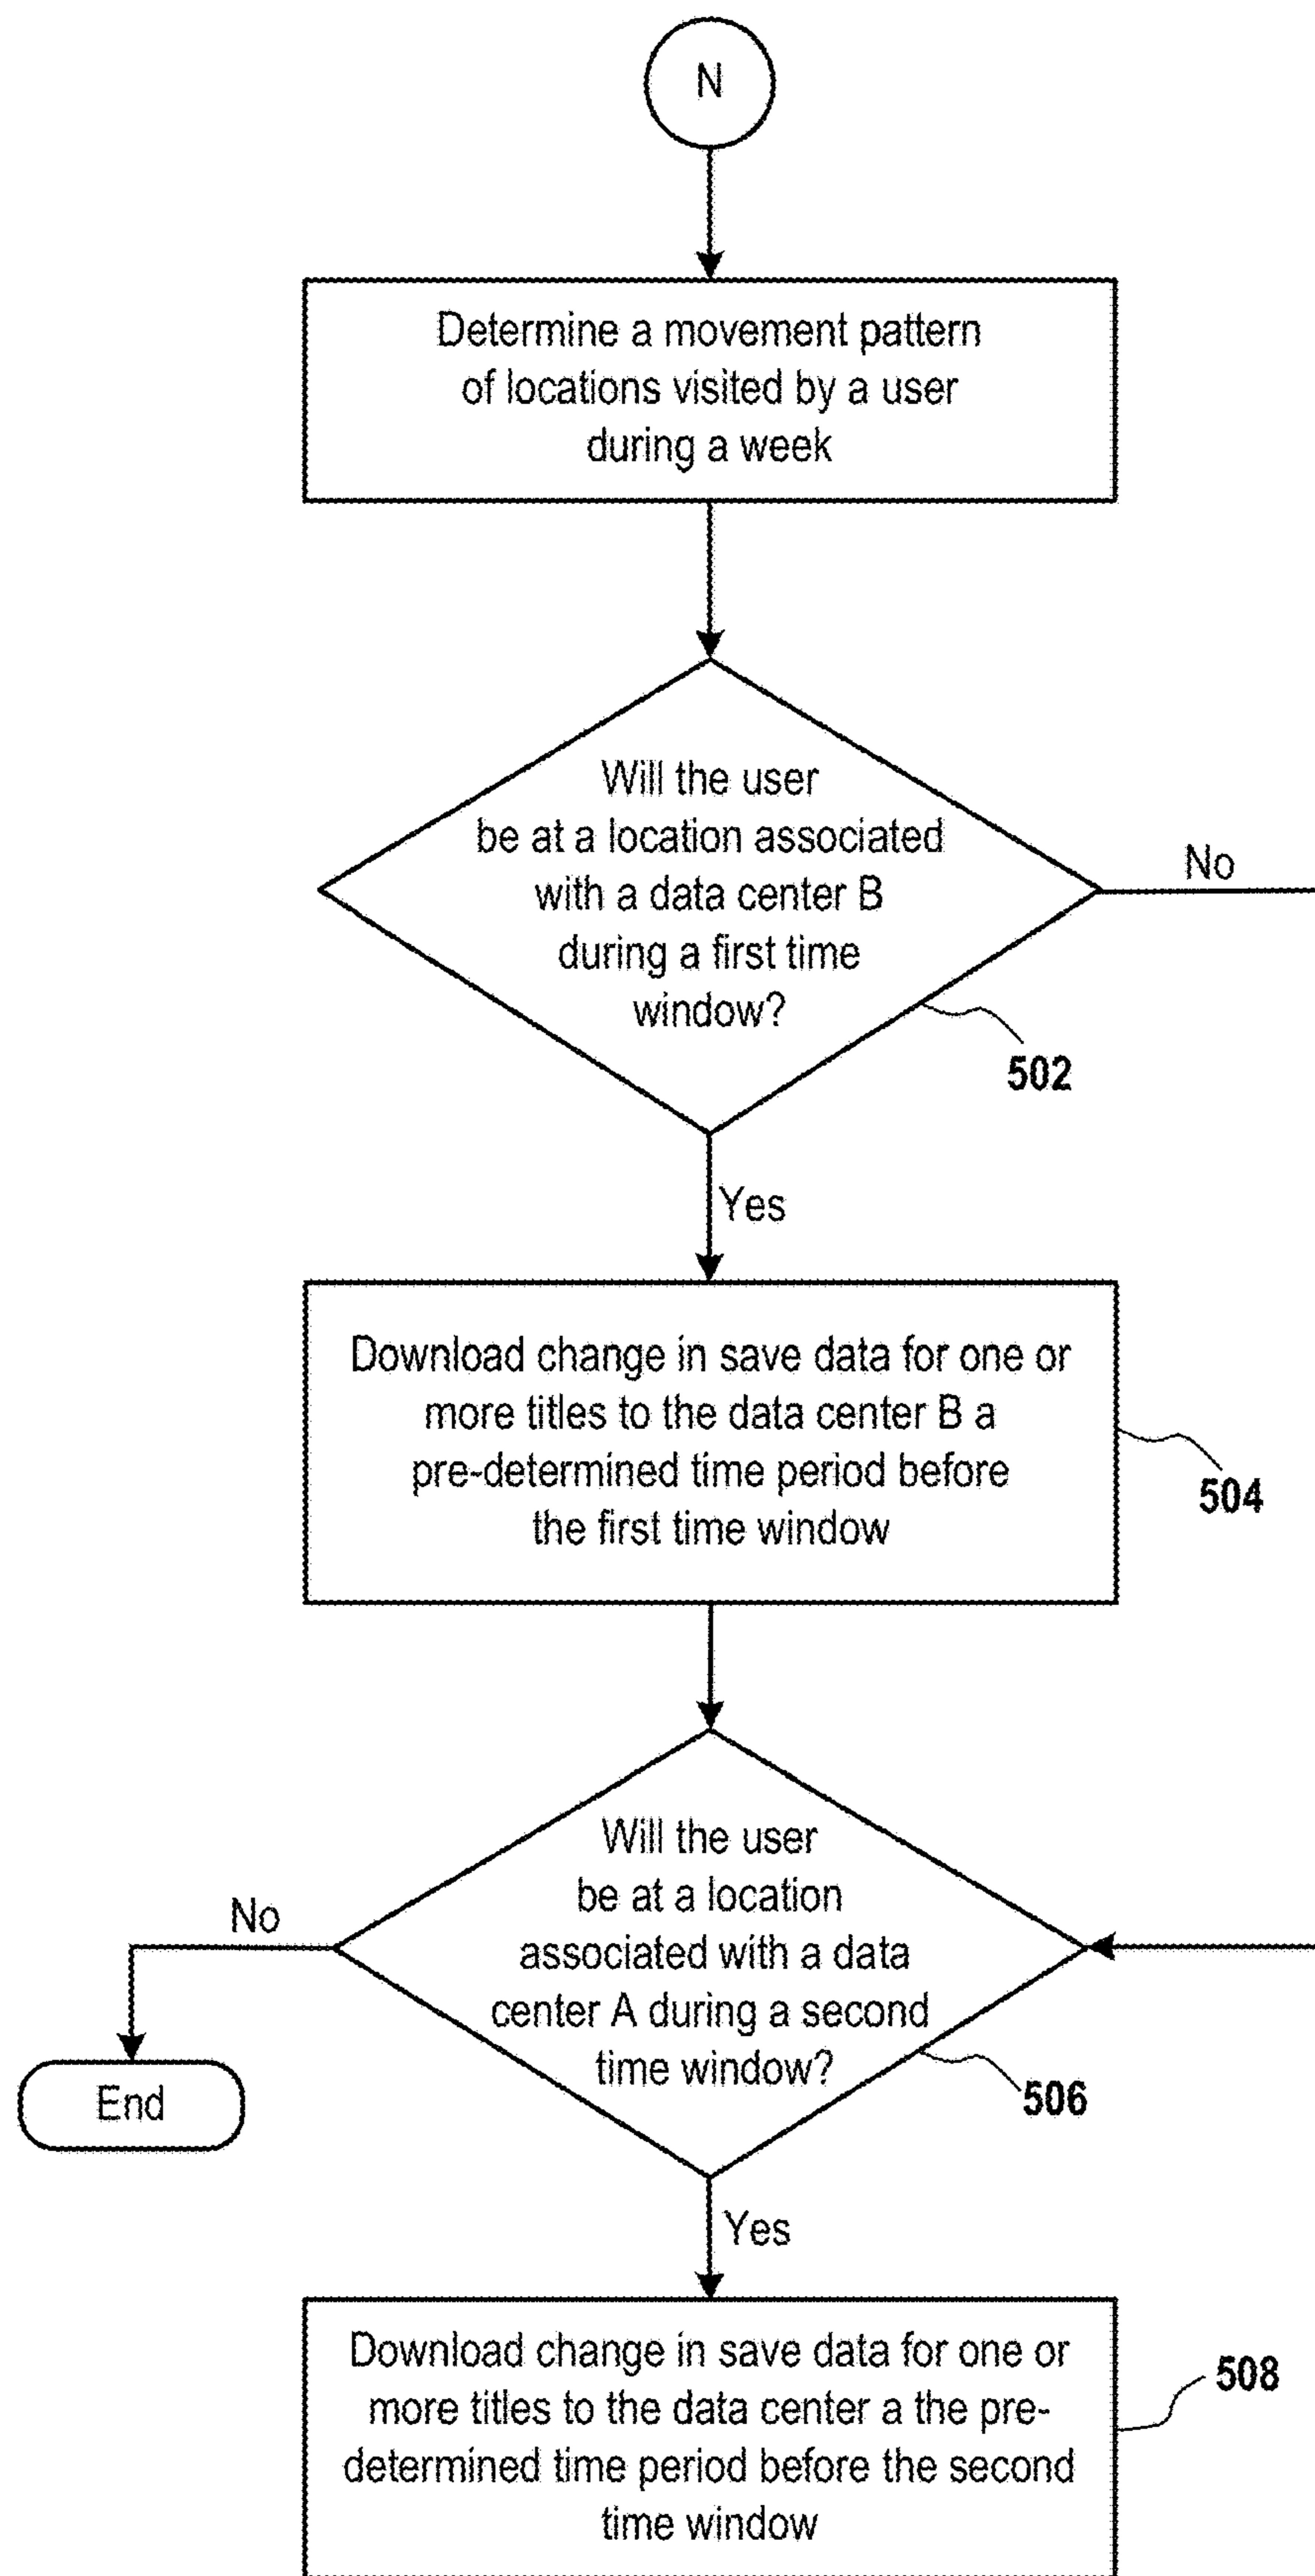 N
Determine a movement pattern
of locations visited by a user
during a week
Will the user
be at a location associated
with a data center B
during a first time
window?
No
502
Yes
Download change in save data for one or
more titles to the data center B a
pre-determined time period before
the first time window
504
Will the user
be at a location
associated with a data
center A during a second
time window?
No
506
End
Yes
Download change in save data for one or
more titles to the data center a the pre-
determined time period before the second
time window
508